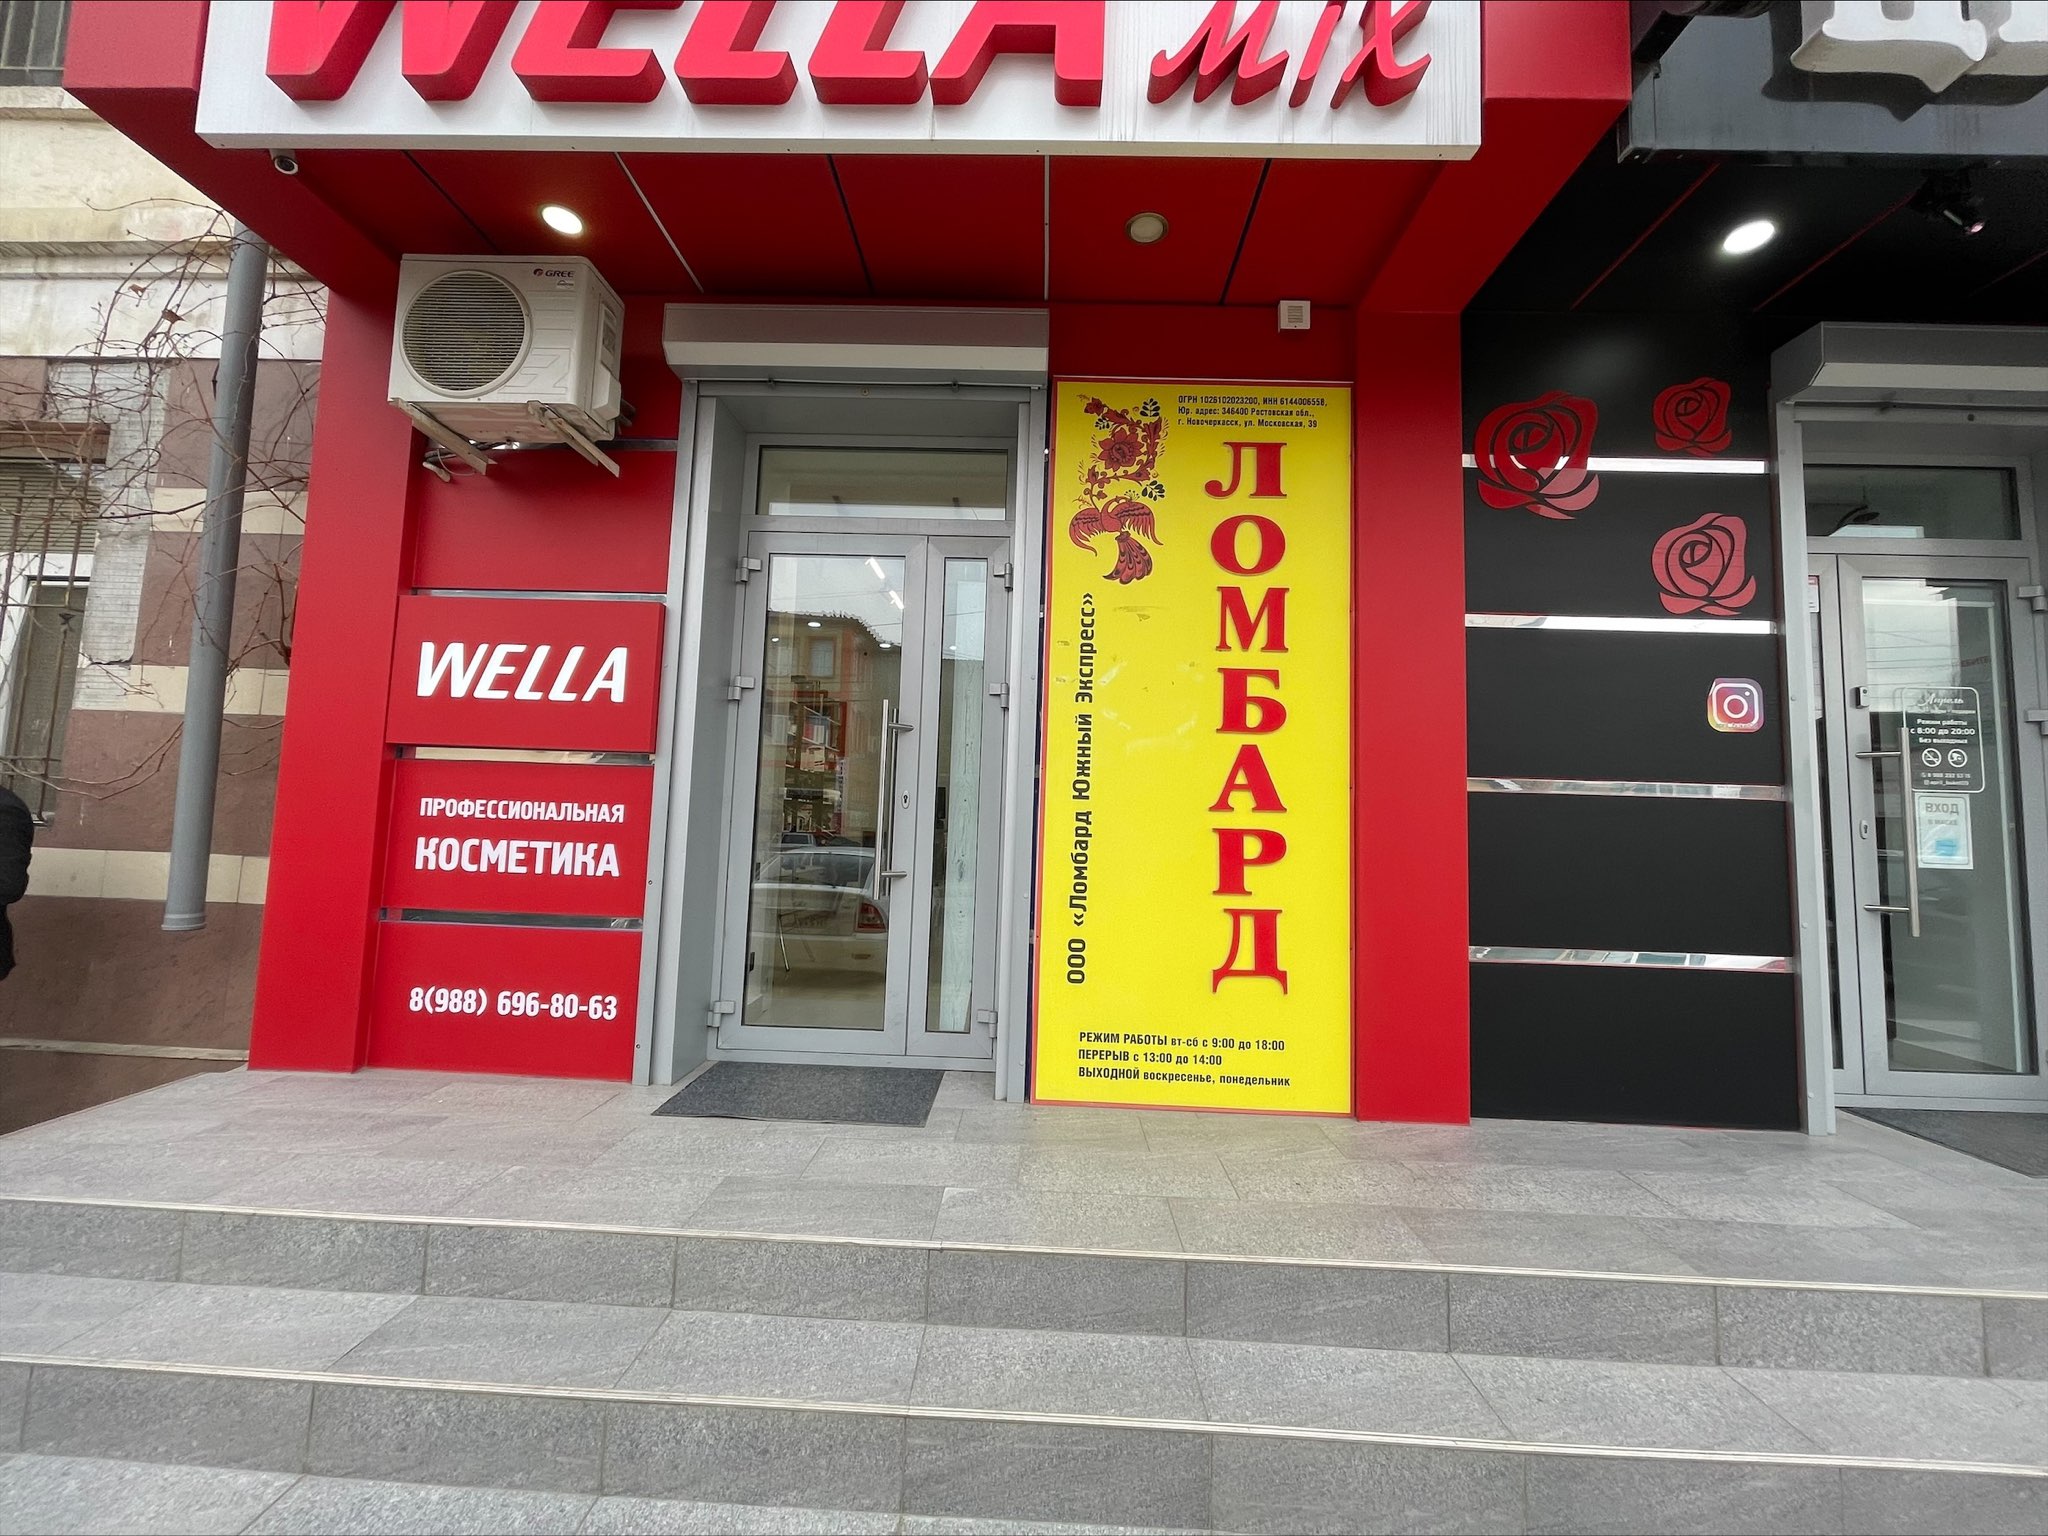 WELLA Mix
GREE
WELLA
ПРОФЕССИОНАЛЬНАЯ
КОСМЕТИКА
8(988) 696-80-63
ОГРН 1026102023200, ИНН 6144006558,
Юр. адрес: 346400 Ростовская обл.,
г. Новочеркасск, ул. Московская, 39
ЛОМБАРД
ООО «Ломбард Южный Экспресс»
РЕЖИМ РАБОТЫ вт-сб с 9:00 до 18:00
ПЕРЕРЫВ с 13:00 до 14:00
ВЫХОДНОЙ воскресенье, понедельник
Апрель
Режим работы
с 8:00 до 20:00
Без выходных
ВХОД
В МАСКЕ